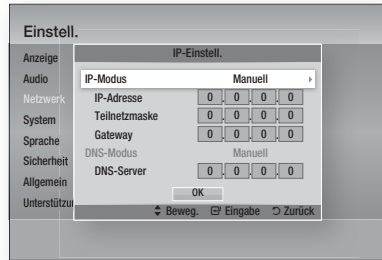 Einstell.
Anzeige
Audio
Netzwerk
System
Sprache
Sicherheit
Allgemein
Unterstützu
IP-Einstell.
IP-Modus Manuell
IP-Adresse 0 . 0 . 0 . 0
Teilnetzmaske 0 . 0 . 0 . 0
Gateway 0 . 0 . 0 . 0
DNS-Modus Manuell
DNS-Server 0 . 0 . 0 . 0
OK
Beweg. Eingabe Zurück